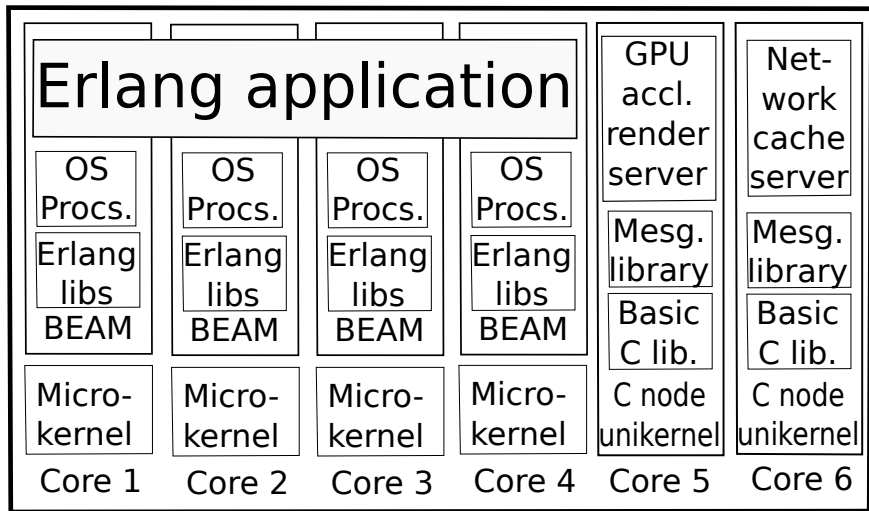 Erlang application
OS
Procs.
Erlang
libs
BEAM
Micro-
kernel
Core 1
OS
Procs.
Erlang
libs
BEAM
Micro-
kernel
Core 2
OS
Procs.
Erlang
libs
BEAM
Micro-
kernel
Core 3
OS
Procs.
Erlang
libs
BEAM
Micro-
kernel
Core 4
GPU
accl.
render
server
Mesg.
library
Basic
C lib.
C node
unikernel
Core 5
Net-
work
cache
server
Mesg.
library
Basic
C lib.
C node
unikernel
Core 6